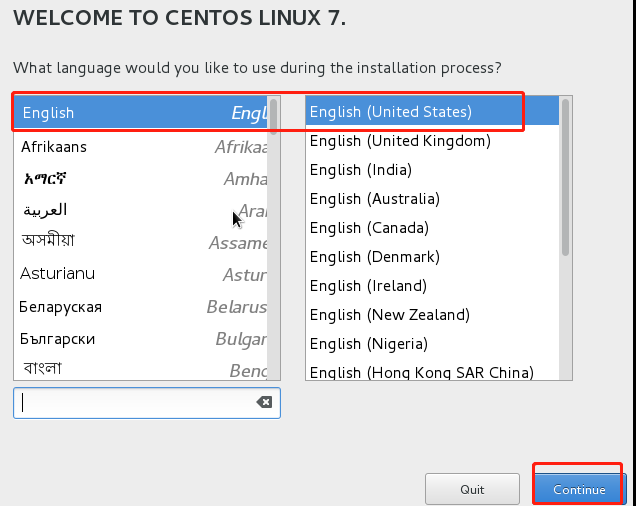 WELCOME TO CENTOS LINUX 7.
What language would you like to use during the installation process?
English Engl
Afrikaans Afrikaa
አማርኛ Amha
العربية Arab
অসমীয়া Assame
Asturianu Astur
Беларуская Belarus
Български Bulgar
বাংলা Beng
English (United States)
English (United Kingdom)
English (India)
English (Australia)
English (Canada)
English (Denmark)
English (Ireland)
English (New Zealand)
English (Nigeria)
English (Hong Kong SAR China)
Quit
Continue